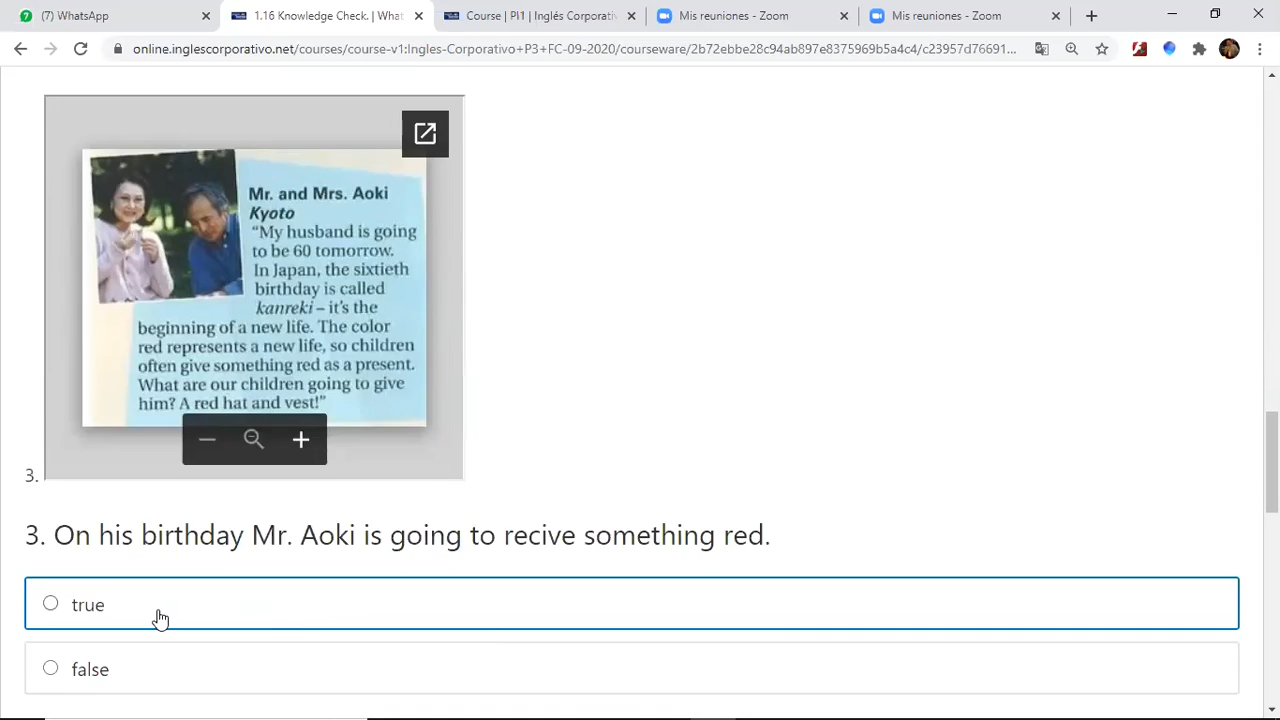 (7) WhatsApp
1.16 Knowledge Check. | What
Course | PI1 | Inglés Corporativ
Mis reuniones - Zoom
Mis reuniones - Zoom
online.inglescorporativo.net/courses/course-v1:Ingles-Corporativo+P3+FC-09-2020/courseware/2b72ebbe28c94ab897e8375969b5a4c4/c23957d76691...
Mr. and Mrs. Aoki
Kyoto
"My husband is going
to be 60 tomorrow.
In Japan, the sixtieth
birthday is called
kanreki – it's the
beginning of a new life. The color
red represents a new life, so children
often give something red as a present.
What are our children going to give
him? A red hat and vest!"
3.
3. On his birthday Mr. Aoki is going to recive something red.
true
false